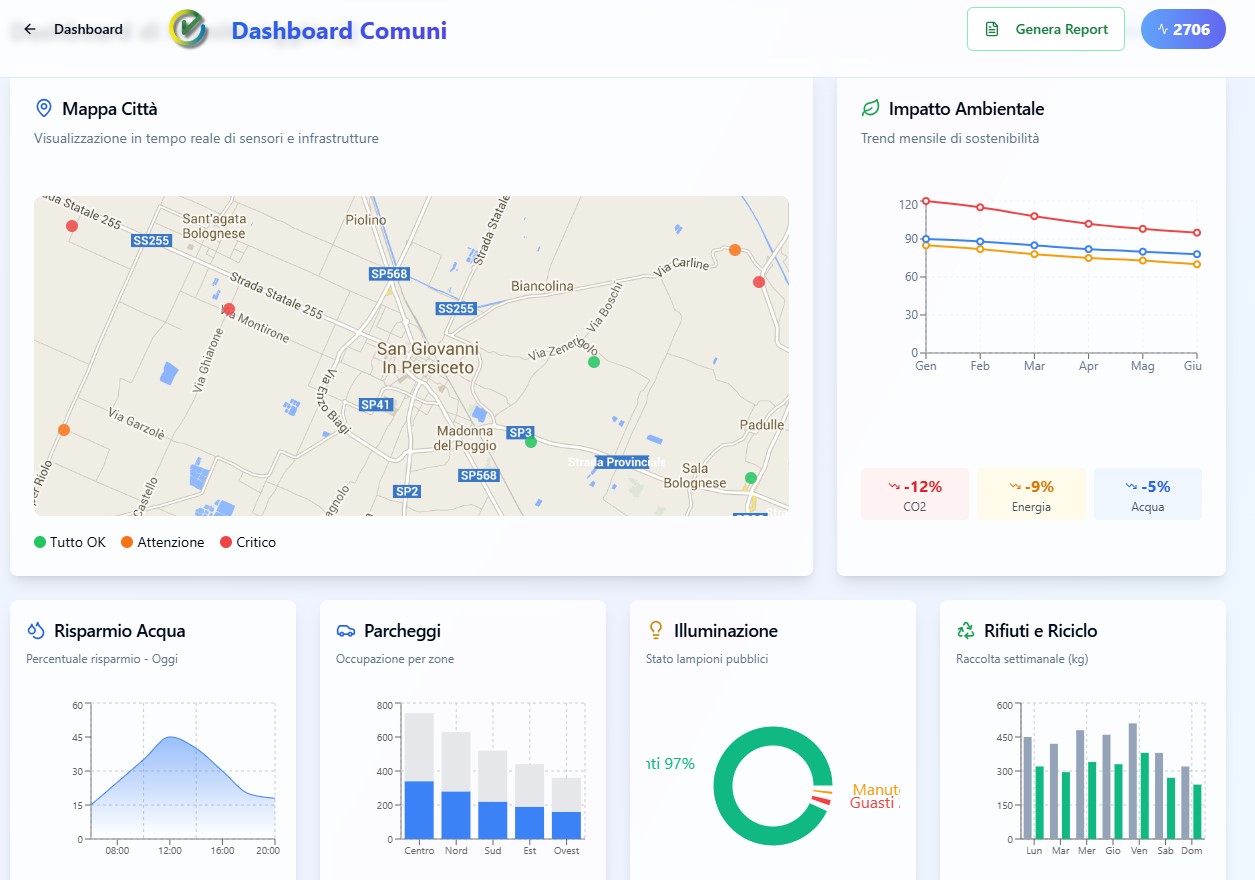 Dashboard
Dashboard Comuni
Genera Report
2706
Mappa Città
Visualizzazione in tempo reale di sensori e infrastrutture
Strada Statale 255
Sant'agata
Bolognese
SS255
Piolino
Strada Statale
SP568
Via Carline
Strada Statale 255
Biancolina
SS255
Via Montirone
Via Boschi
Via Ghiarone
San Giovanni
In Persiceto
Via Zenerigolo
Via Enzo Biagi
SP41
Via Garzolè
Madonna
del Poggio
SP3
Padulle
Strada Provinciale
Sala
Bolognese
SP568
SP2
Riolo
Castello
Tutto OK
Attenzione
Critico
Impatto Ambientale
Trend mensile di sostenibilità
120
90
60
30
0
Gen Feb Mar Apr Mag Giu
-12%
CO2
-9%
Energia
-5%
Acqua
Risparmio Acqua
Percentuale risparmio - Oggi
60
45
30
15
0
08:00 12:00 16:00 20:00
Parcheggi
Occupazione per zone
800
600
400
200
0
Centro Nord Sud Est Ovest
Illuminazione
Stato lampioni pubblici
nti 97%
Manut
Guasti
Rifiuti e Riciclo
Raccolta settimanale (kg)
600
450
300
150
0
Lun Mar Mer Gio Ven Sab Dom